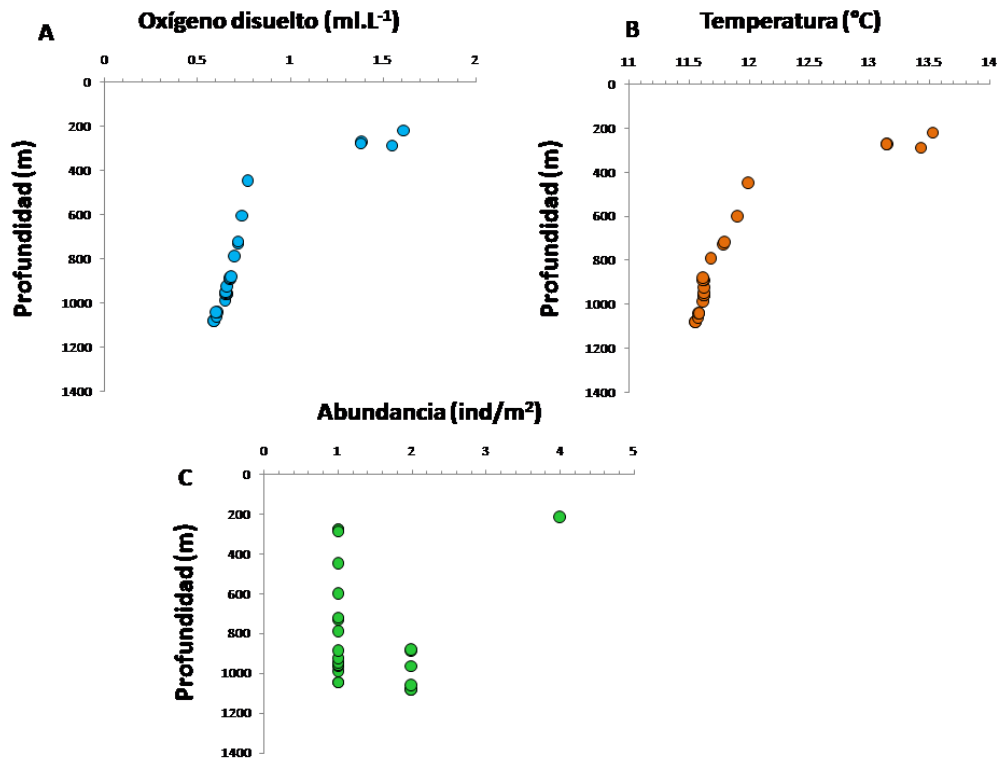 A
Oxígeno disuelto (ml.L⁻¹)
0 0.5 1 1.5 2
0
200
400
600
800
1000
1200
1400
Profundidad (m)
B
Temperatura (°C)
11 11.5 12 12.5 13 13.5 14
0
200
400
600
800
1000
1200
1400
Profundidad (m)
Abundancia (ind/m²)
0 1 2 3 4 5
C
0
200
400
600
800
1000
1200
1400
Profundidad (m)